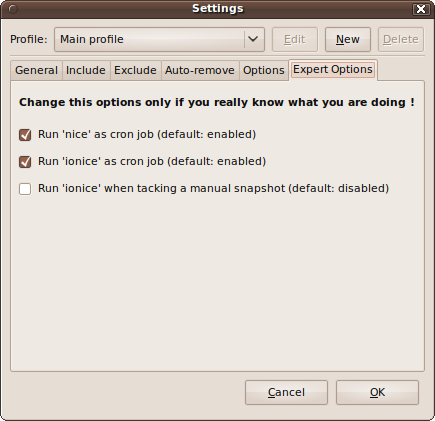 Settings
Profile: Main profile Edit New Delete
General Include Exclude Auto-remove Options Expert Options
Change this options only if you really know what you are doing !
Run 'nice' as cron job (default: enabled)
Run 'ionice' as cron job (default: enabled)
Run 'ionice' when tacking a manual snapshot (default: disabled)
Cancel OK